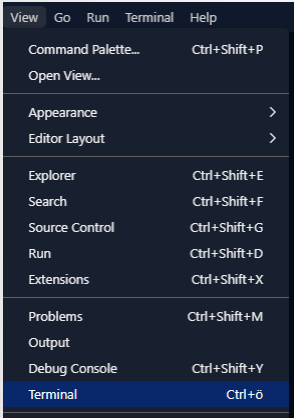 View Go Run Terminal Help
Command Palette... Ctrl+Shift+P
Open View...
Appearance
Editor Layout
Explorer Ctrl+Shift+E
Search Ctrl+Shift+F
Source Control Ctrl+Shift+G
Run Ctrl+Shift+D
Extensions Ctrl+Shift+X
Problems Ctrl+Shift+M
Output
Debug Console Ctrl+Shift+Y
Terminal Ctrl+ö